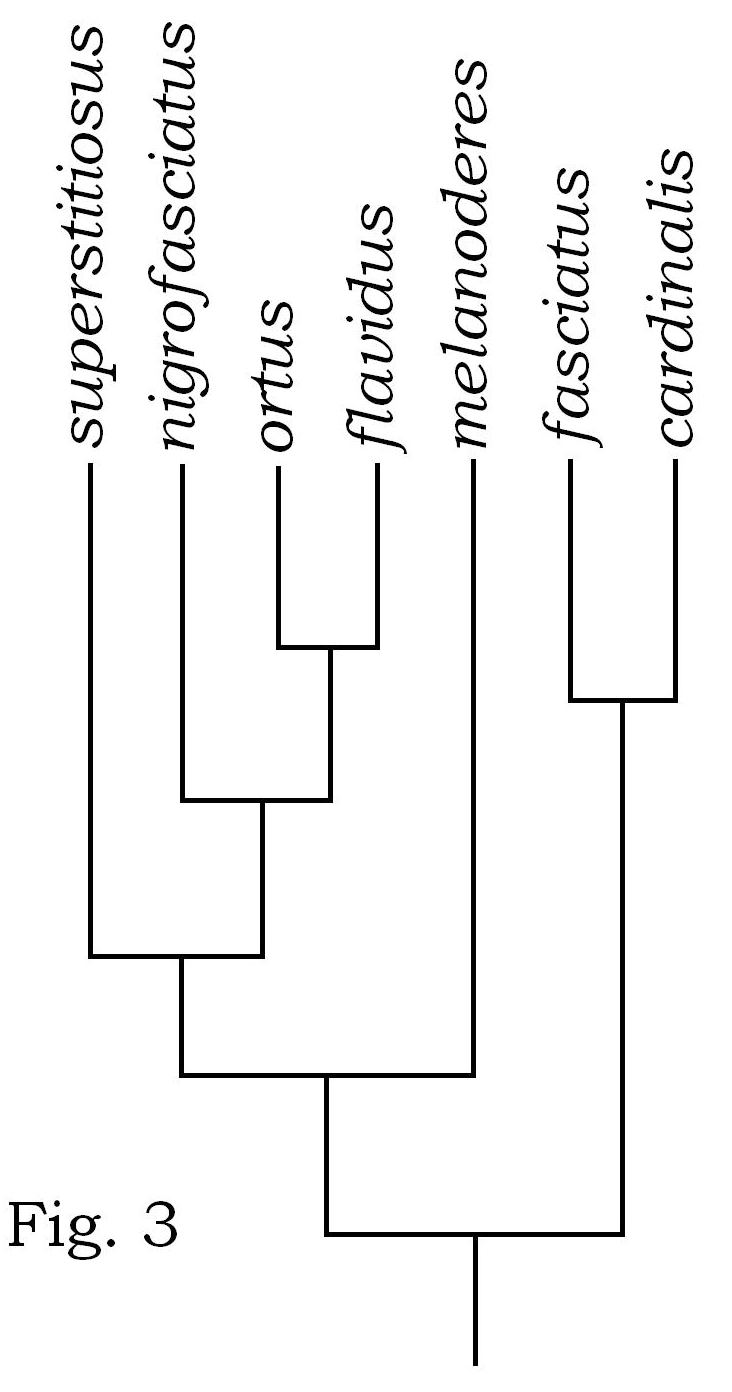 superstitiosus
nigrofasciatus
ortus
flavidus
melanoderes
fasciatus
cardinalis
Fig. 3